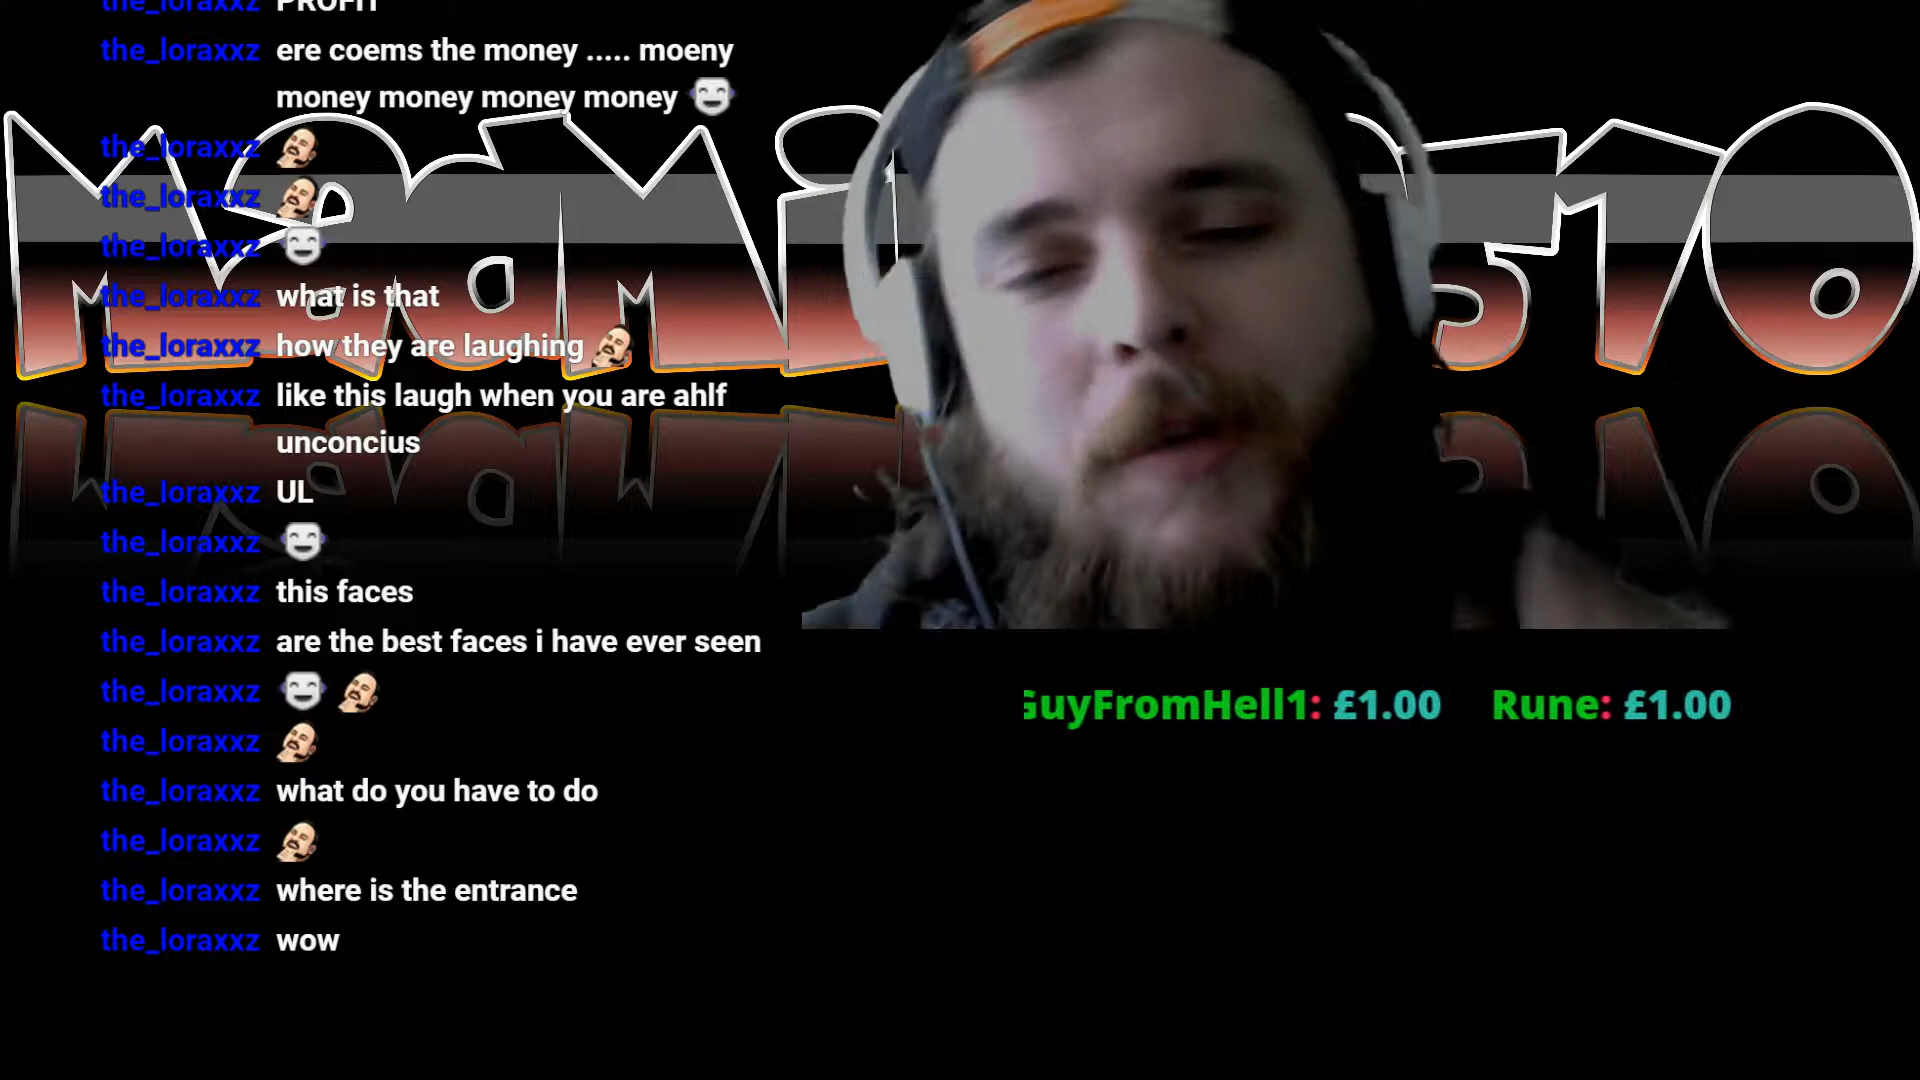 the_loraxxz PROFIT
the_loraxxz ere coems the money ..... moeny
money money money money
the_loraxxz
the_loraxxz
the_loraxxz
the_loraxxz what is that
the_loraxxz how they are laughing
the_loraxxz like this laugh when you are ahlf
unconcius
the_loraxxz UL
the_loraxxz
the_loraxxz this faces
the_loraxxz are the best faces i have ever seen
the_loraxxz
the_loraxxz
the_loraxxz what do you have to do
the_loraxxz
the_loraxxz where is the entrance
the_loraxxz wow
GuyFromHell1: £1.00 Rune: £1.00